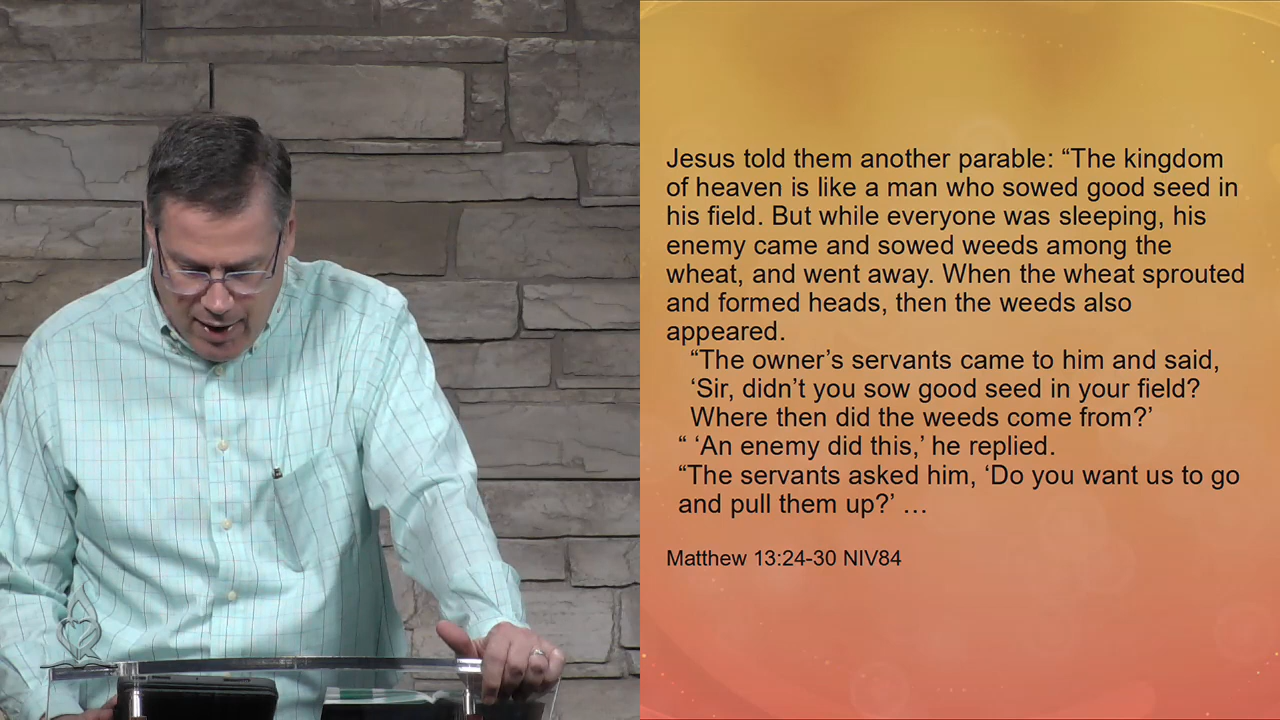 Jesus told them another parable: “The kingdom
of heaven is like a man who sowed good seed in
his field. But while everyone was sleeping, his
enemy came and sowed weeds among the
wheat, and went away. When the wheat sprouted
and formed heads, then the weeds also
appeared.
“The owner’s servants came to him and said,
‘Sir, didn’t you sow good seed in your field?
Where then did the weeds come from?’
“ ‘An enemy did this,’ he replied.
“The servants asked him, ‘Do you want us to go
and pull them up?’ …
Matthew 13:24-30 NIV84